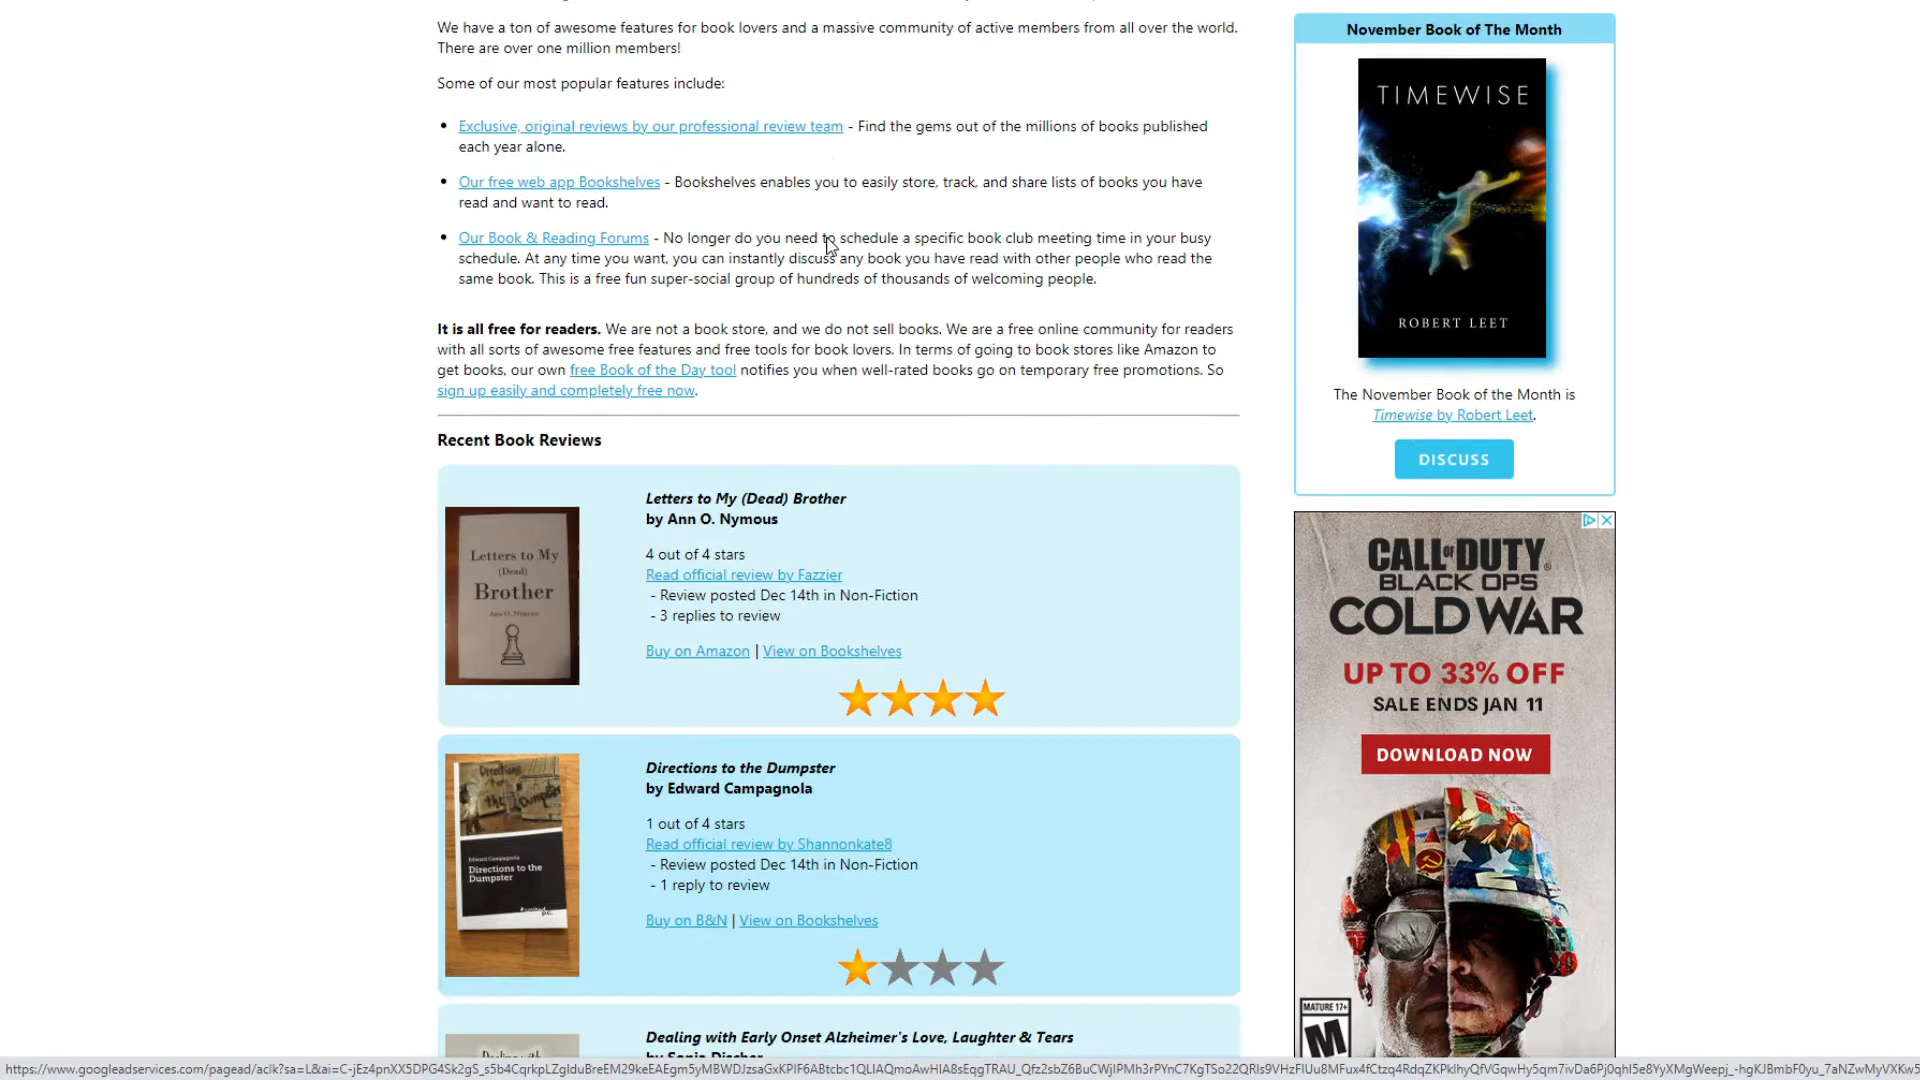 We have a ton of awesome features for book lovers and a massive community of active members from all over the world.
There are over one million members!
Some of our most popular features include:
Exclusive, original reviews by our professional review team - Find the gems out of the millions of books published
each year alone.
Our free web app Bookshelves - Bookshelves enables you to easily store, track, and share lists of books you have
read and want to read.
Our Book & Reading Forums - No longer do you need to schedule a specific book club meeting time in your busy
schedule. At any time you want, you can instantly discuss any book you have read with other people who read the
same book. This is a free fun super-social group of hundreds of thousands of welcoming people.
It is all free for readers. We are not a book store, and we do not sell books. We are a free online community for readers
with all sorts of awesome free features and free tools for book lovers. In terms of going to book stores like Amazon to
get books, our own free Book of the Day tool notifies you when well-rated books go on temporary free promotions. So
sign up easily and completely free now.
Recent Book Reviews
Letters to My
(Dead)
Brother
Ann O. Nymous
Letters to My (Dead) Brother
by Ann O. Nymous
4 out of 4 stars
Read official review by Fazzier
- Review posted Dec 14th in Non-Fiction
- 3 replies to review
Buy on Amazon | View on Bookshelves
Edward Campagnola
Directions to the
Dumpster
Directions to the Dumpster
by Edward Campagnola
1 out of 4 stars
Read official review by Shannonkate8
- Review posted Dec 14th in Non-Fiction
- 1 reply to review
Buy on B&N | View on Bookshelves
Dealing with
Dealing with Early Onset Alzheimer's Love, Laughter & Tears
by Sonia Discher
November Book of The Month
TIMEWISE
ROBERT LEET
The November Book of the Month is
Timewise by Robert Leet.
DISCUSS
CALL OF DUTY
BLACK OPS
COLD WAR
UP TO 33% OFF
SALE ENDS JAN 11
DOWNLOAD NOW
MATURE 17+
M